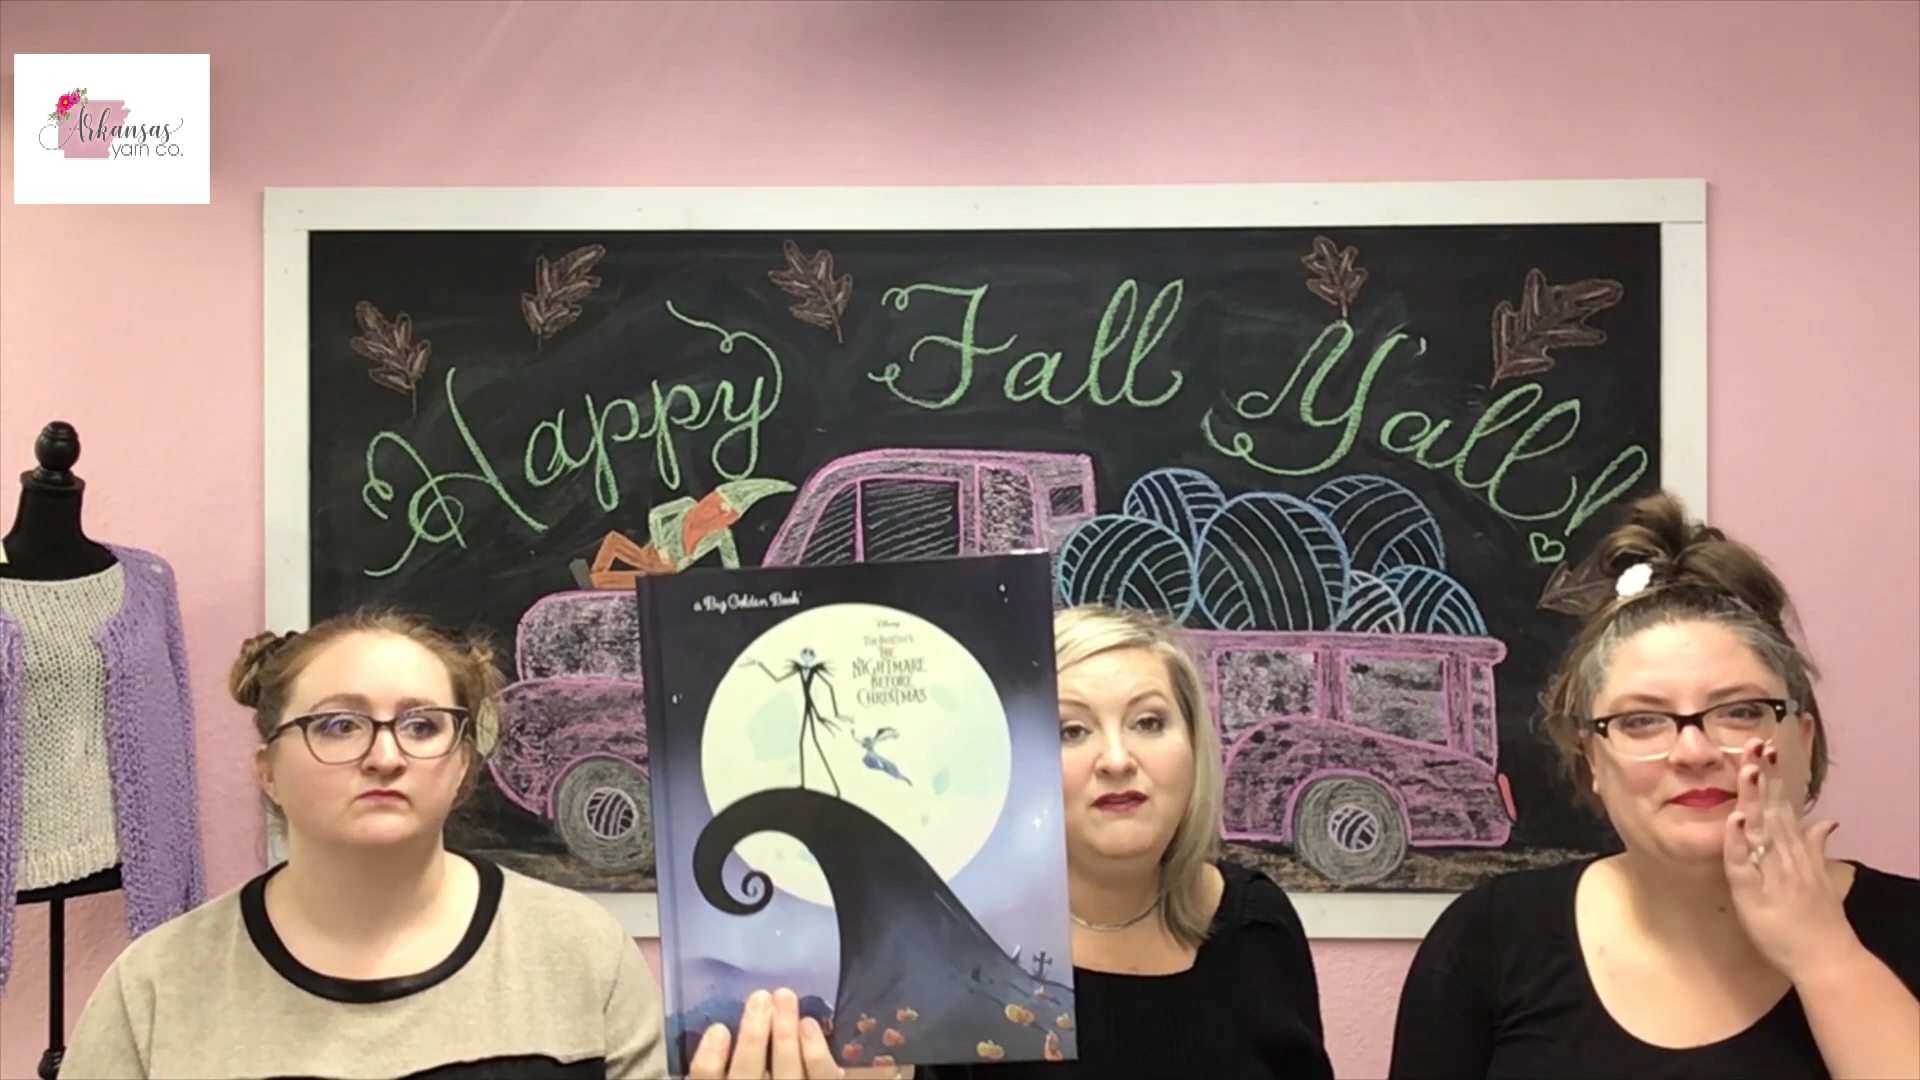 Arkansas
yarn co.
Happy Fall Y'all!
a Big Golden Book
Disney
Tim Burton's
THE
NIGHTMARE
BEFORE
CHRISTMAS